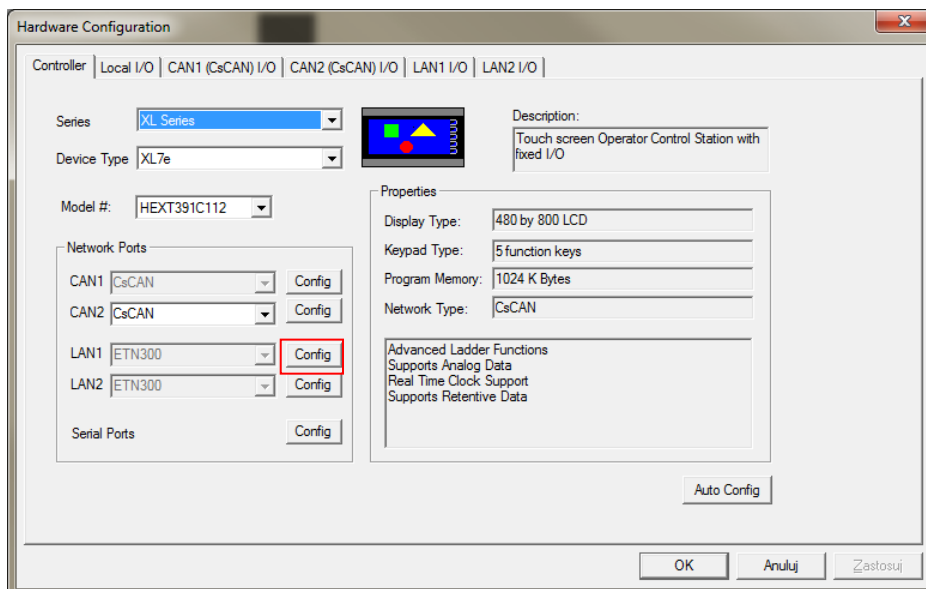 Hardware Configuration
Controller Local I/O CAN1 (CsCAN) I/O CAN2 (CsCAN) I/O LAN1 I/O LAN2 I/O
Series XL Series
Device Type XL7e
Model #: HEXT391C112
Description:
Touch screen Operator Control Station with
fixed I/O
Network Ports
CAN1 CsCAN Config
CAN2 CsCAN Config
LAN1 ETN300 Config
LAN2 ETN300 Config
Serial Ports Config
Properties
Display Type: 480 by 800 LCD
Keypad Type: 5 function keys
Program Memory: 1024 K Bytes
Network Type: CsCAN
Advanced Ladder Functions
Supports Analog Data
Real Time Clock Support
Supports Retentive Data
Auto Config
OK Anuluj Zastosuj